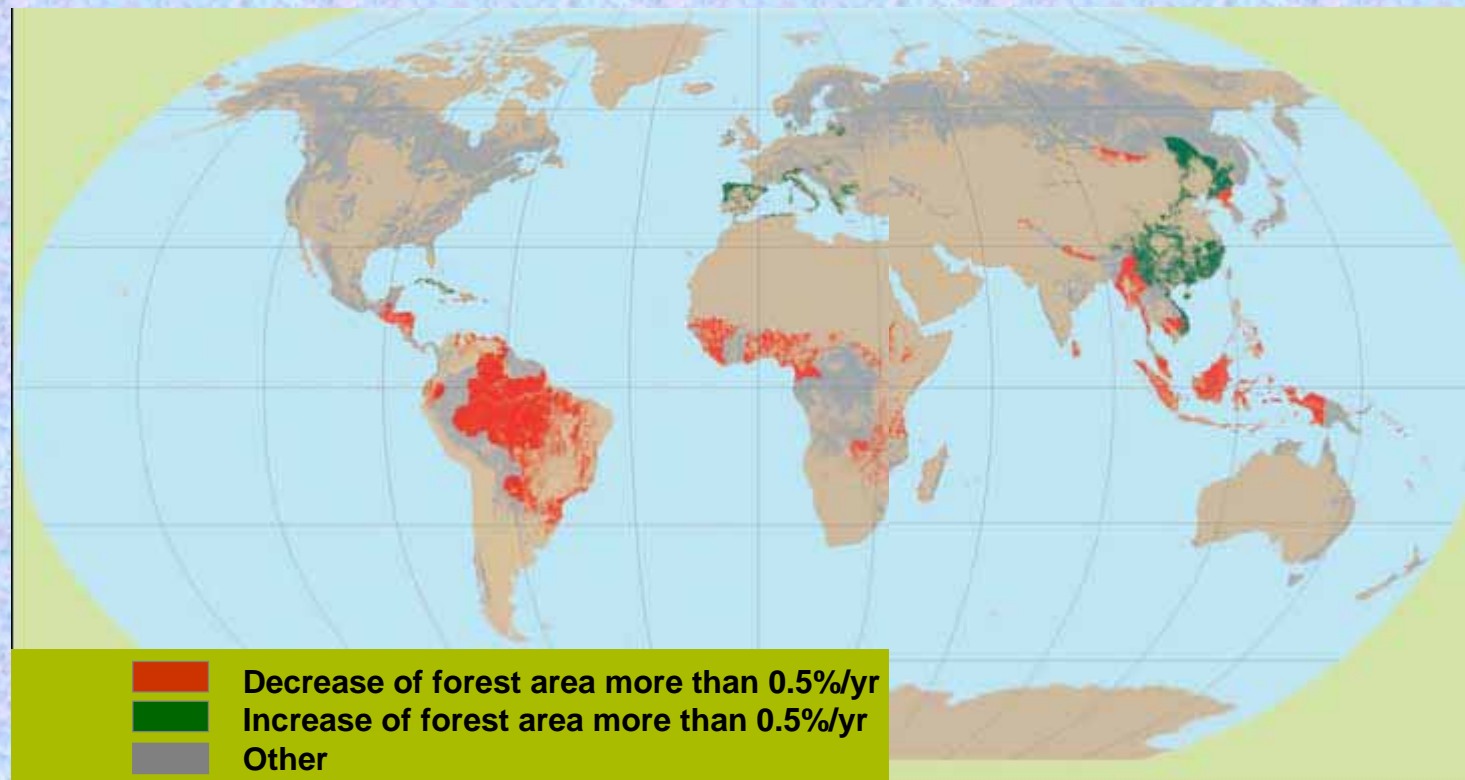 Decrease of forest area more than 0.5%/yr
Increase of forest area more than 0.5%/yr
Other